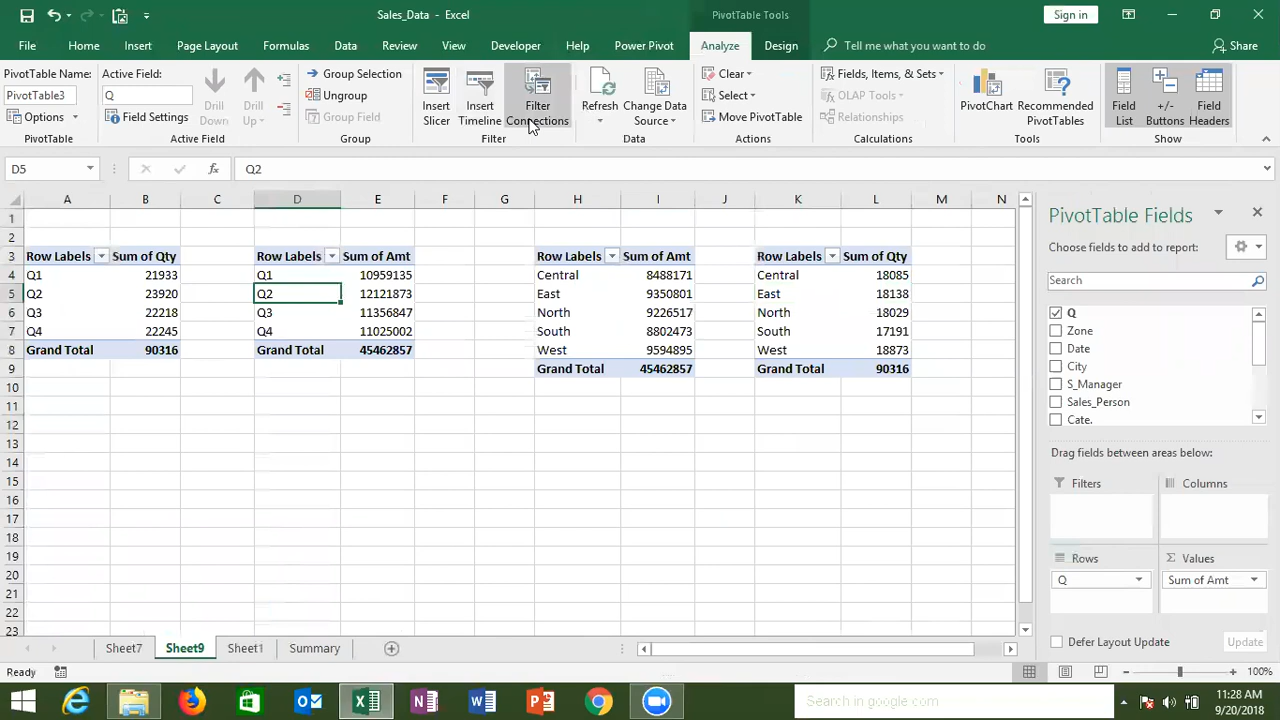 Sales_Data - Excel
PivotTable Tools
Sign in
File
Home
Insert
Page Layout
Formulas
Data
Review
View
Developer
Help
Power Pivot
Analyze
Design
Tell me what you want to do
Share
PivotTable Name:
PivotTable3
Options
PivotTable
Active Field:
Q
Field Settings
Drill Down
Drill Up
Active Field
Group Selection
Ungroup
Group Field
Group
Insert Slicer
Insert Timeline
Filter Connections
Filter
Refresh
Change Data Source
Data
Clear
Select
Move PivotTable
Actions
Fields, Items, & Sets
OLAP Tools
Relationships
Calculations
PivotChart
Recommended PivotTables
Tools
Field List
+/- Buttons
Field Headers
Show
D5
fx
Q2
A B C D E F G H I J K L M N
1
2
3 Row Labels Sum of Qty Row Labels Sum of Amt Row Labels Sum of Amt Row Labels Sum of Qty
4 Q1 21933 Q1 10959135 Central 8488171 Central 18085
5 Q2 23920 Q2 12121873 East 9350801 East 18138
6 Q3 22218 Q3 11356847 North 9226517 North 18029
7 Q4 22245 Q4 11025002 South 8802473 South 17191
8 Grand Total 90316 Grand Total 45462857 West 9594895 West 18873
9 Grand Total 45462857 Grand Total 90316
10
11
12
13
14
15
16
17
18
19
20
21
22
23
PivotTable Fields
Choose fields to add to report:
Search
Q
Zone
Date
City
S_Manager
Sales_Person
Cate.
Drag fields between areas below:
Filters
Columns
Rows
Values
Q
Sum of Amt
Defer Layout Update
Update
Sheet7
Sheet9
Sheet1
Summary
Ready
100%
Search in google.com
11:28 AM
9/20/2018